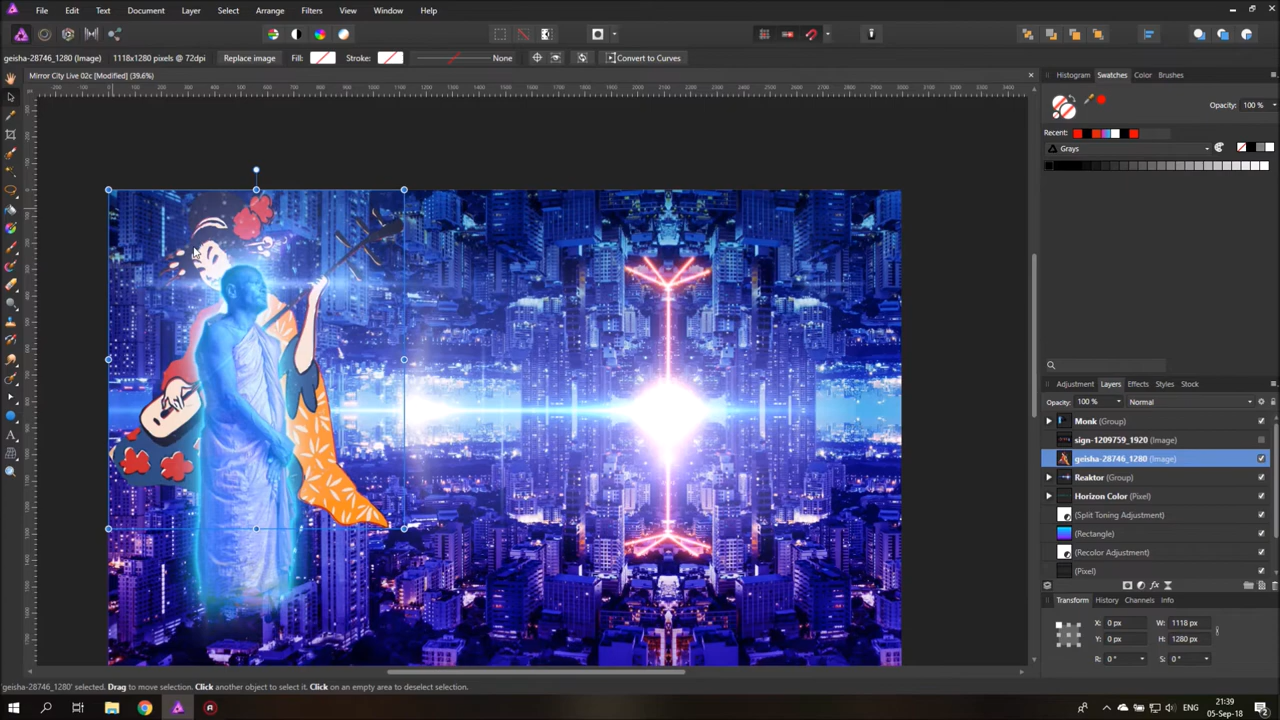 File Edit Text Document Layer Select Arrange Filters View Window Help
geisha-28746_1280 (Image) 1118x1280 pixels @ 72dpi Replace image Fill: Stroke: None Convert to Curves
Mirror City Live 02c [Modified] (39.6%)
Histogram Swatches Color Brushes
Opacity: 100 %
Recent:
Grays
Adjustment Layers Effects Styles Stock
Opacity: 100 % Normal
Monk (Group)
sign-1209759_1920 (Image)
geisha-28746_1280 (Image)
Reaktor (Group)
Horizon Color (Pixel)
(Split Toning Adjustment)
(Rectangle)
(Recolor Adjustment)
(Pixel)
Transform History Channels Info
X: 0 px W: 1118 px
Y: 0 px H: 1280 px
R: 0 ° S: 0 °
'geisha-28746_1280' selected. Drag to move selection. Click another object to select it. Click on an empty area to deselect selection.
ENG
21:39
05-Sep-18